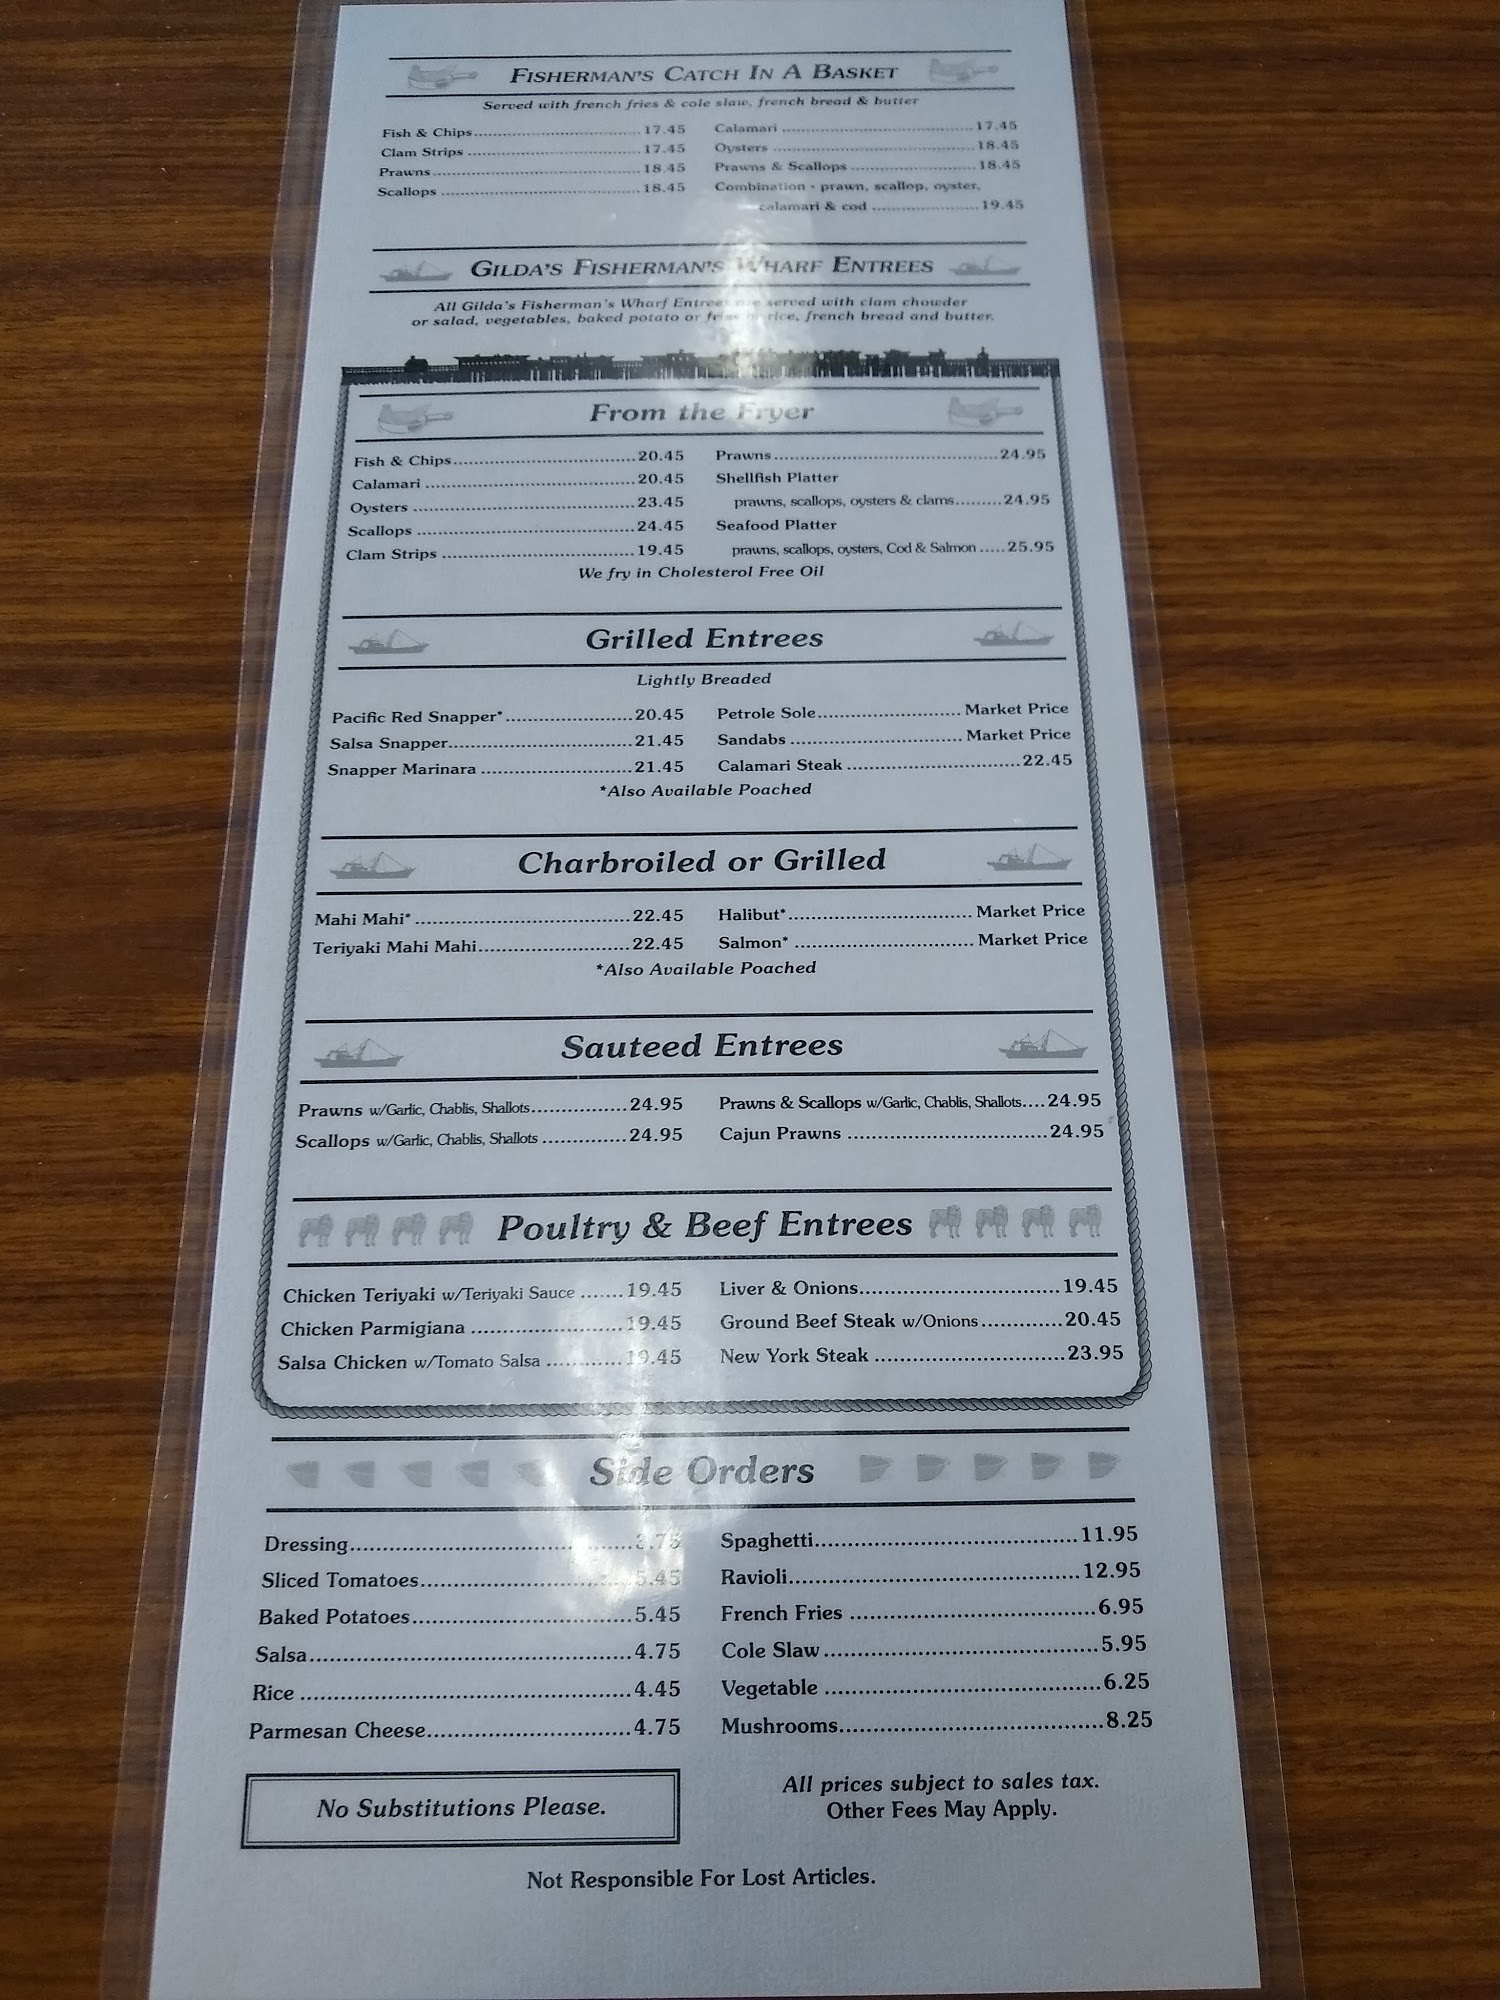 FISHERMAN'S CATCH IN A BASKET
Served with french fries & cole slaw, french bread & butter
Fish & Chips 17.45
Clam Strips 17.45
Prawns 18.45
Scallops 18.45
Calamari 17.45
Oysters 18.45
Prawns & Scallops 18.45
Combination - prawn, scallop, oyster,
calamari & cod 19.45
GILDA'S FISHERMAN'S WHARF ENTREES
All Gilda's Fisherman's Wharf Entrees are served with clam chowder
or salad, vegetables, baked potato or fries or rice, french bread and butter.
From the Fryer
Fish & Chips 20.45
Calamari 20.45
Oysters 23.45
Scallops 24.45
Clam Strips 19.45
Prawns 24.95
Shellfish Platter
prawns, scallops, oysters & clams 24.95
Seafood Platter
prawns, scallops, oysters, Cod & Salmon 25.95
We fry in Cholesterol Free Oil
Grilled Entrees
Lightly Breaded
Pacific Red Snapper* 20.45
Salsa Snapper 21.45
Snapper Marinara 21.45
Petrole Sole Market Price
Sandabs Market Price
Calamari Steak 22.45
*Also Available Poached
Charbroiled or Grilled
Mahi Mahi* 22.45
Teriyaki Mahi Mahi 22.45
Halibut* Market Price
Salmon* Market Price
*Also Available Poached
Sauteed Entrees
Prawns w/Garlic, Chablis, Shallots 24.95
Scallops w/Garlic, Chablis, Shallots 24.95
Prawns & Scallops w/Garlic, Chablis, Shallots 24.95
Cajun Prawns 24.95
Poultry & Beef Entrees
Chicken Teriyaki w/Teriyaki Sauce 19.45
Chicken Parmigiana 19.45
Salsa Chicken w/Tomato Salsa 19.45
Liver & Onions 19.45
Ground Beef Steak w/Onions 20.45
New York Steak 23.95
Side Orders
Dressing
Sliced Tomatoes 5.45
Baked Potatoes 5.45
Salsa 4.75
Rice 4.45
Parmesan Cheese 4.75
Spaghetti 11.95
Ravioli 12.95
French Fries 6.95
Cole Slaw 5.95
Vegetable 6.25
Mushrooms 8.25
No Substitutions Please.
All prices subject to sales tax.
Other Fees May Apply.
Not Responsible For Lost Articles.